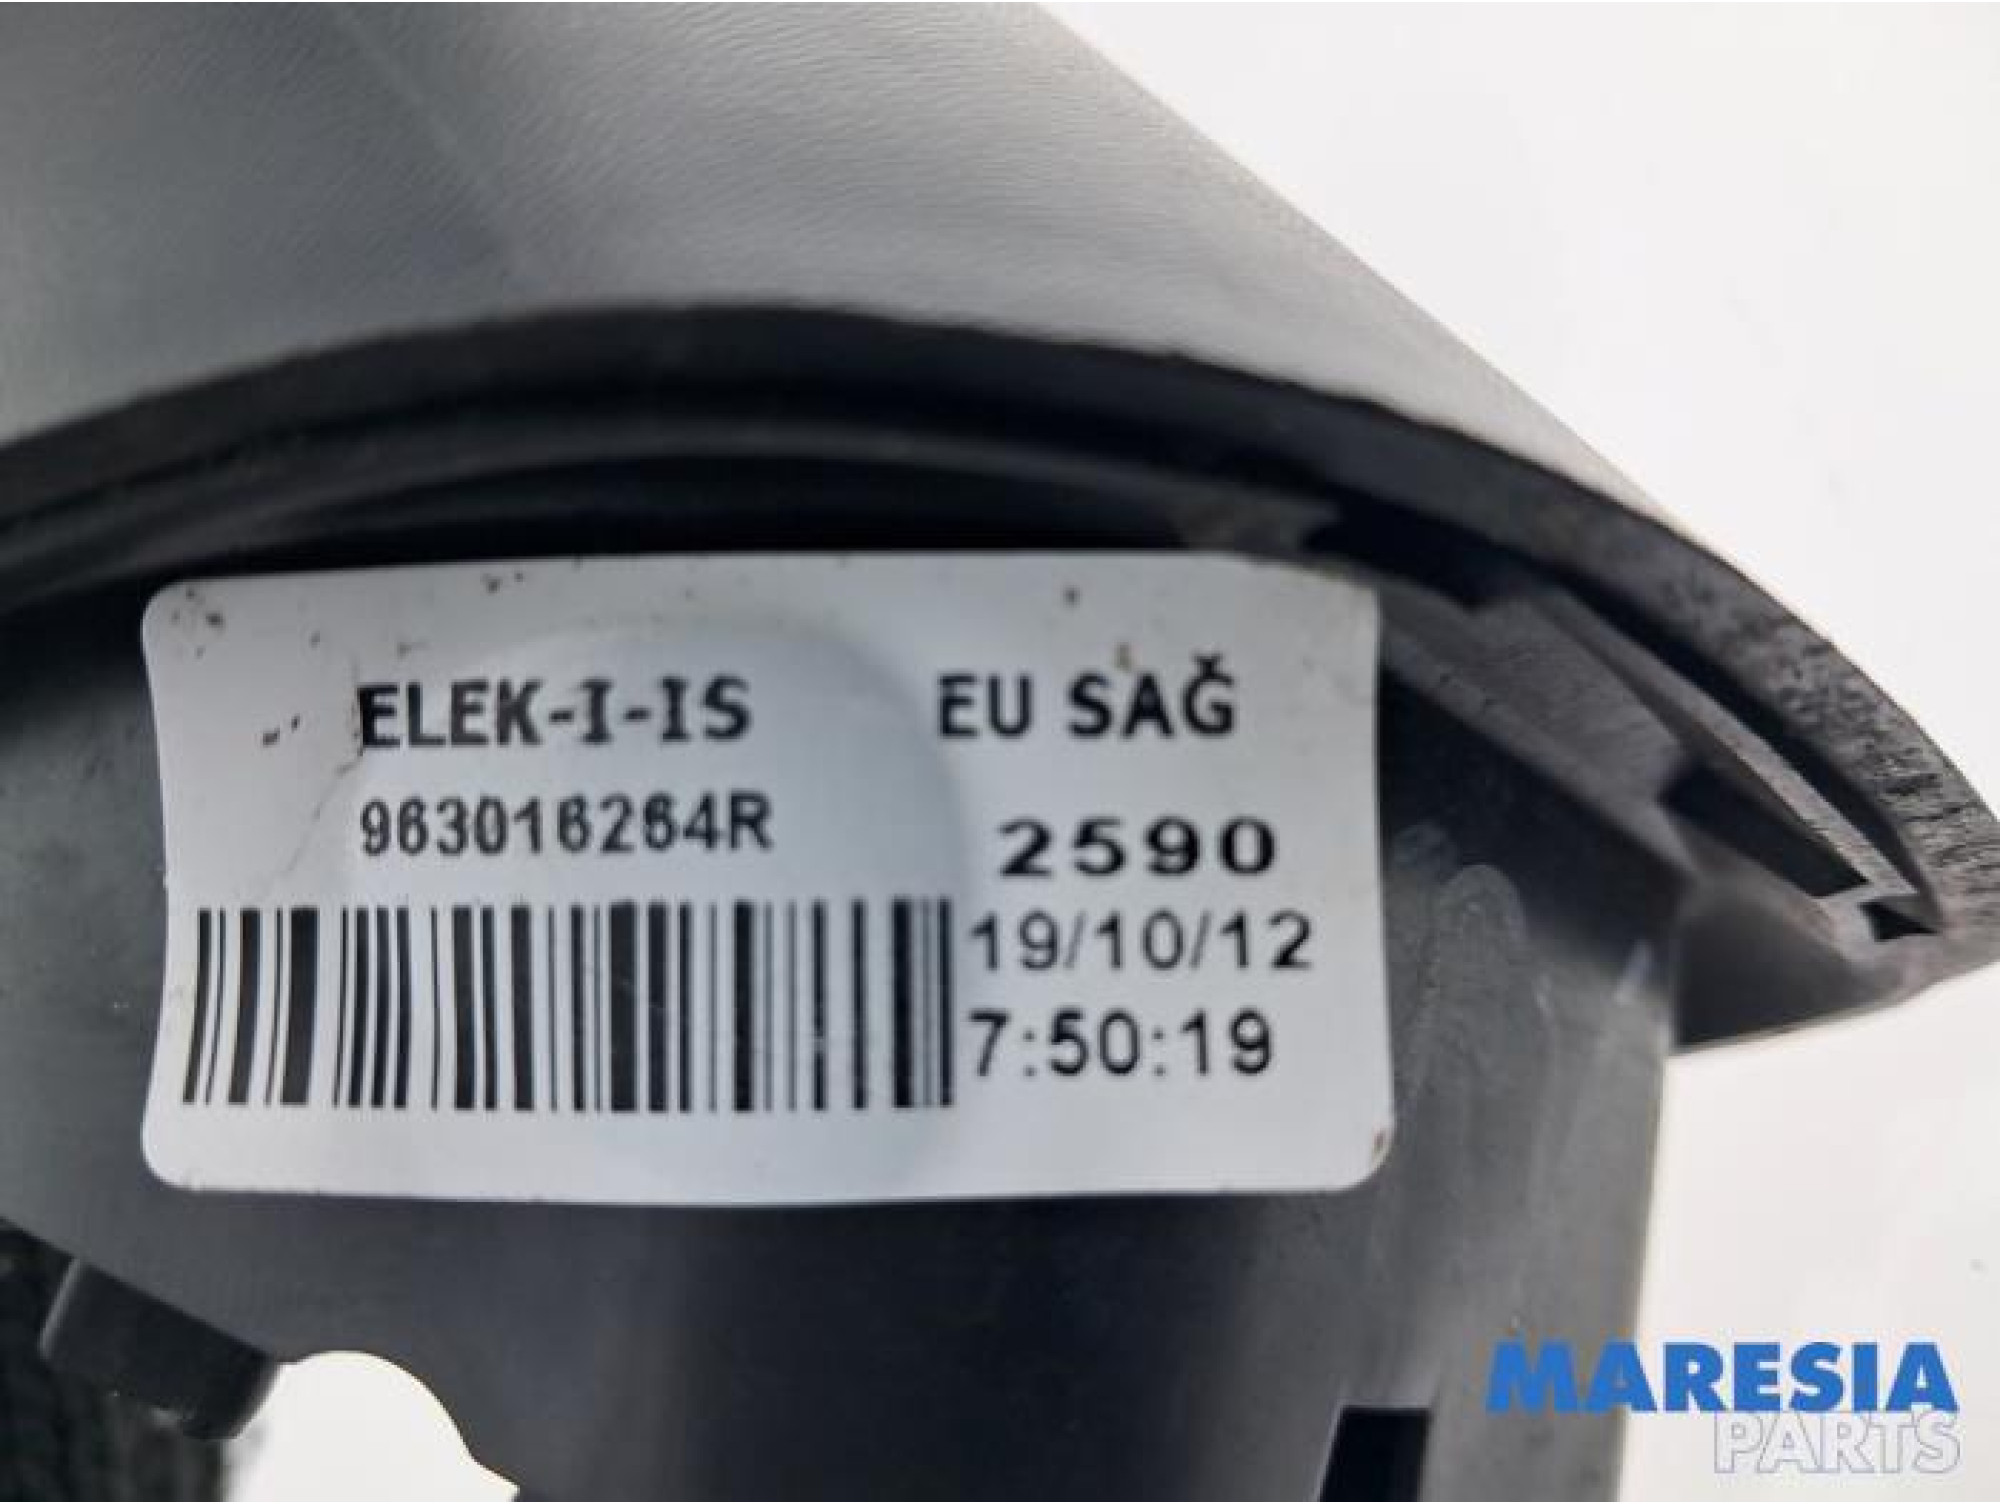 ELEK-I-IS EU SAĞ
963016264R
2590
19/10/12
7:50:19
MARESIA
PARTS